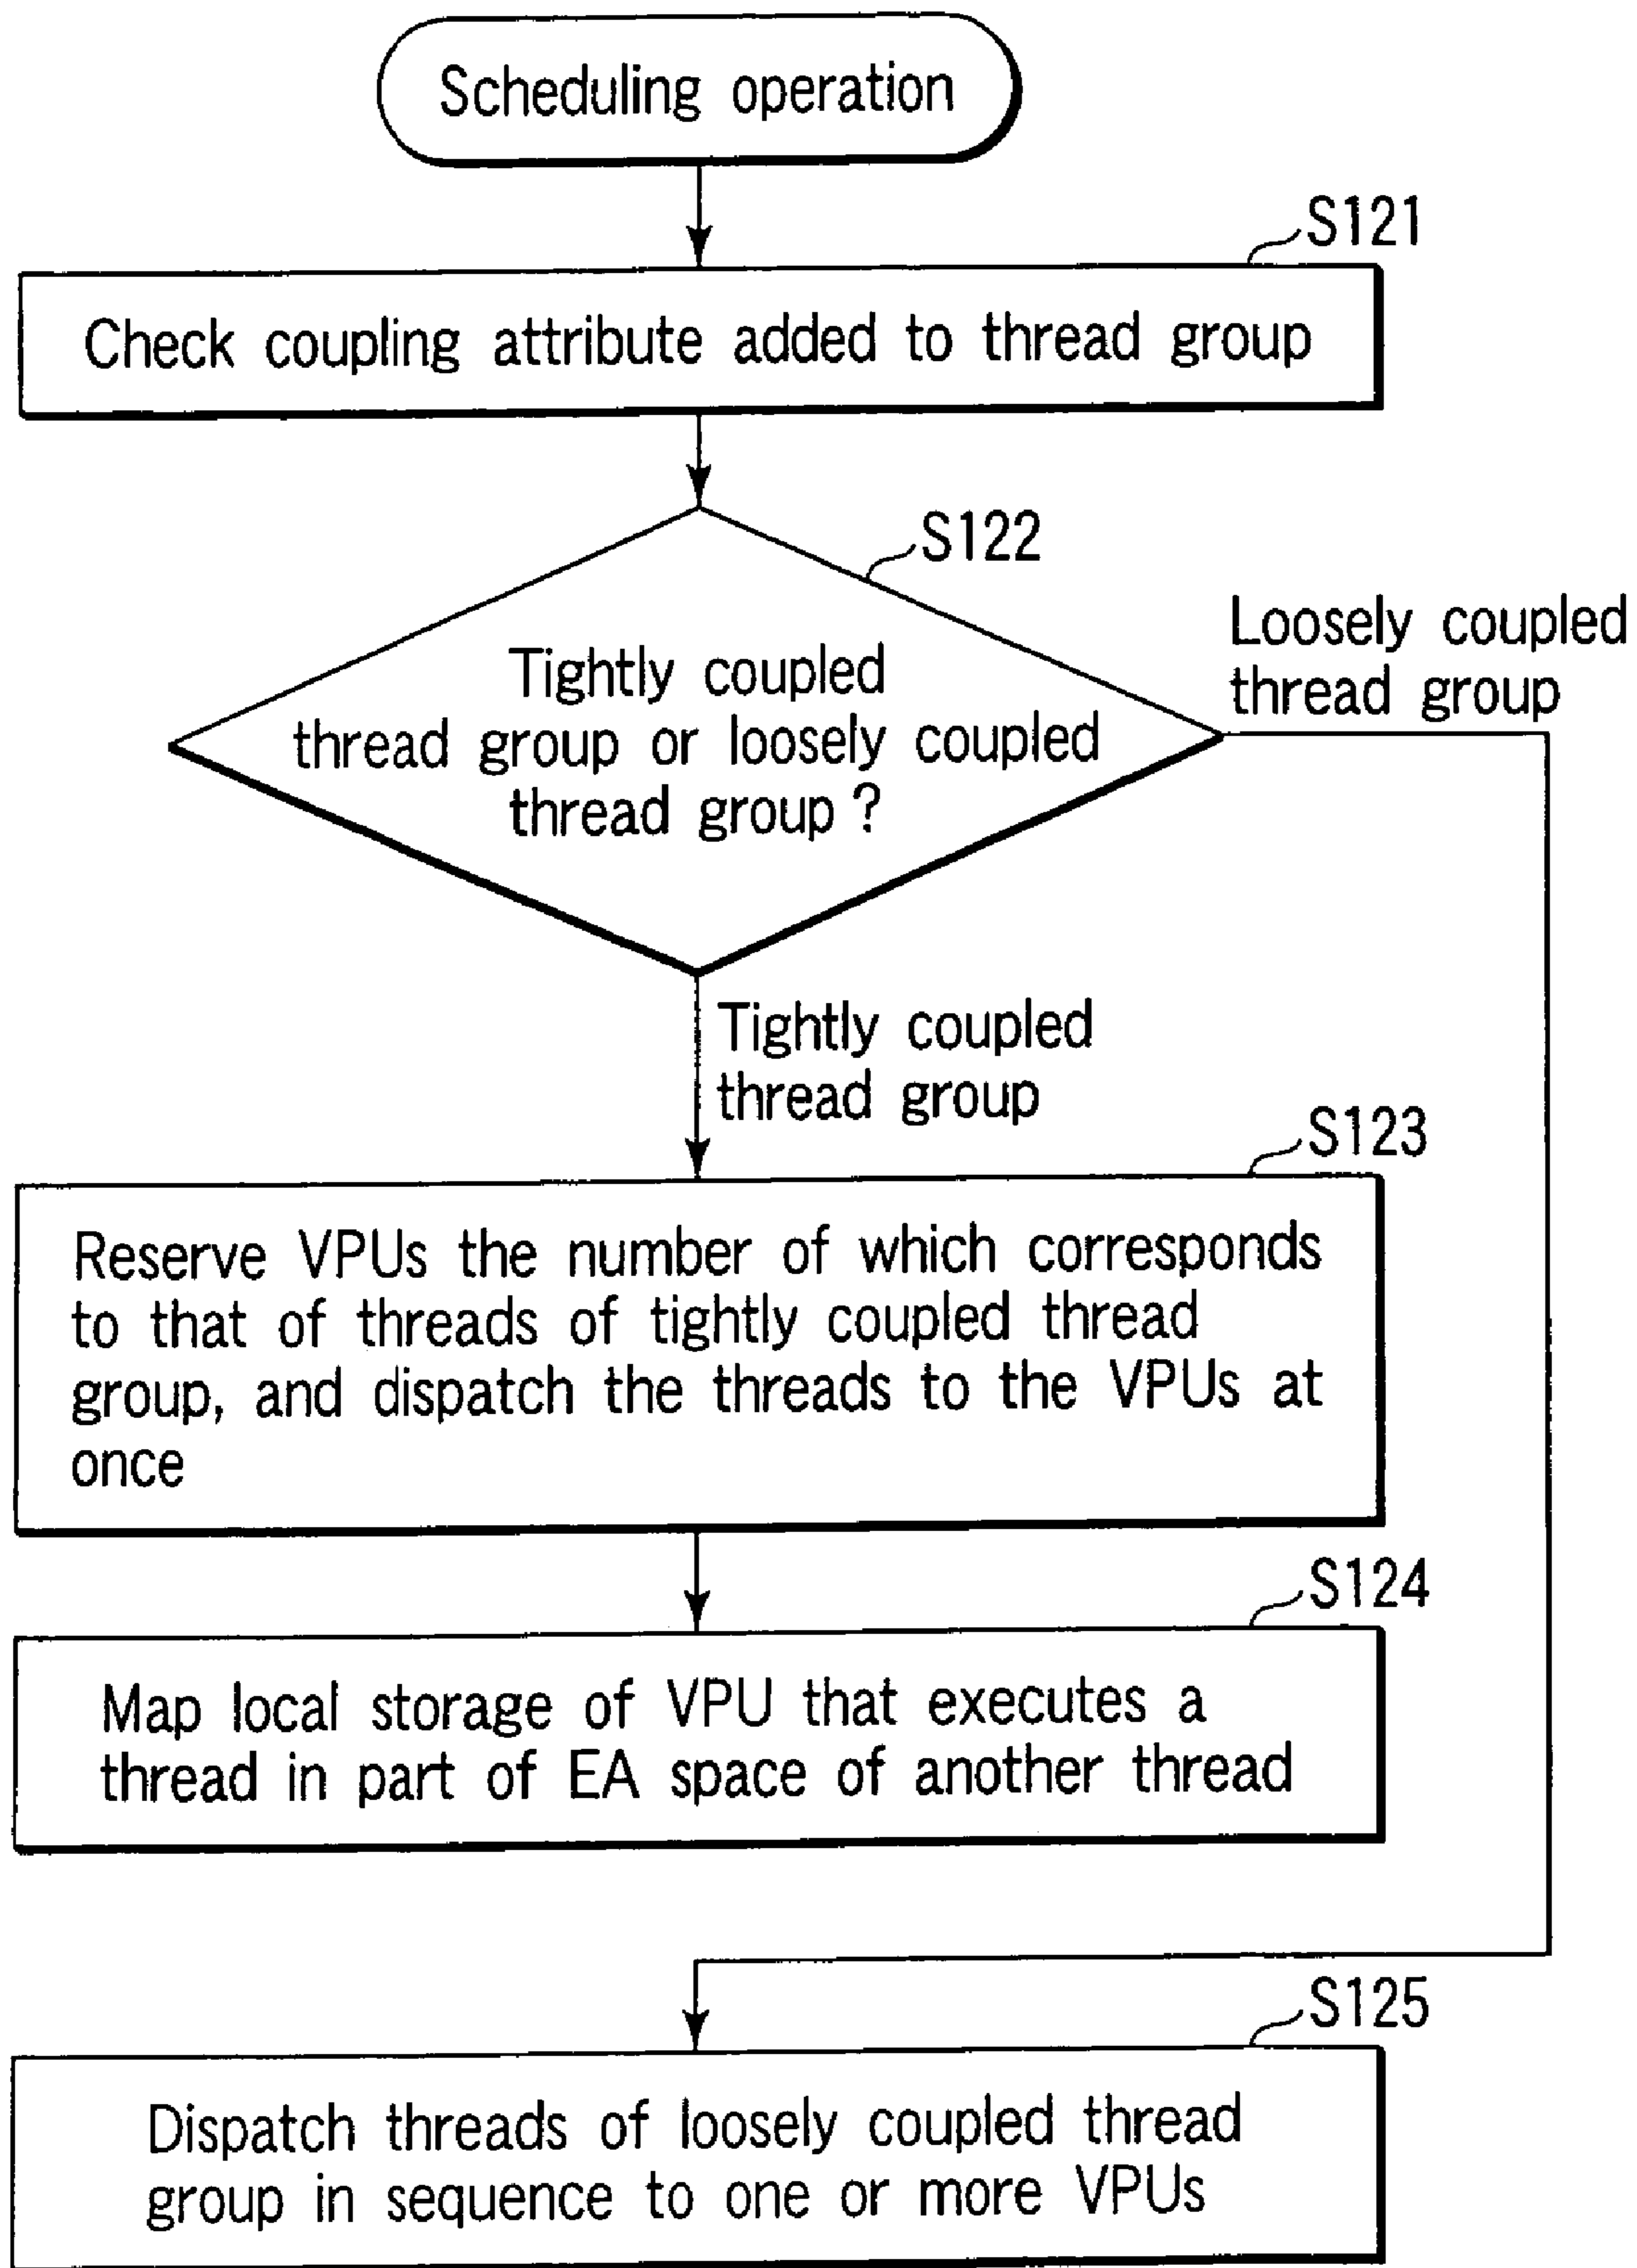 Scheduling operation
S121
Check coupling attribute added to thread group
S122
Tightly coupled
thread group or loosely coupled
thread group ?
Loosely coupled
thread group
Tightly coupled
thread group
S123
Reserve VPUs the number of which corresponds
to that of threads of tightly coupled thread
group, and dispatch the threads to the VPUs at
once
S124
Map local storage of VPU that executes a
thread in part of EA space of another thread
S125
Dispatch threads of loosely coupled thread
group in sequence to one or more VPUs